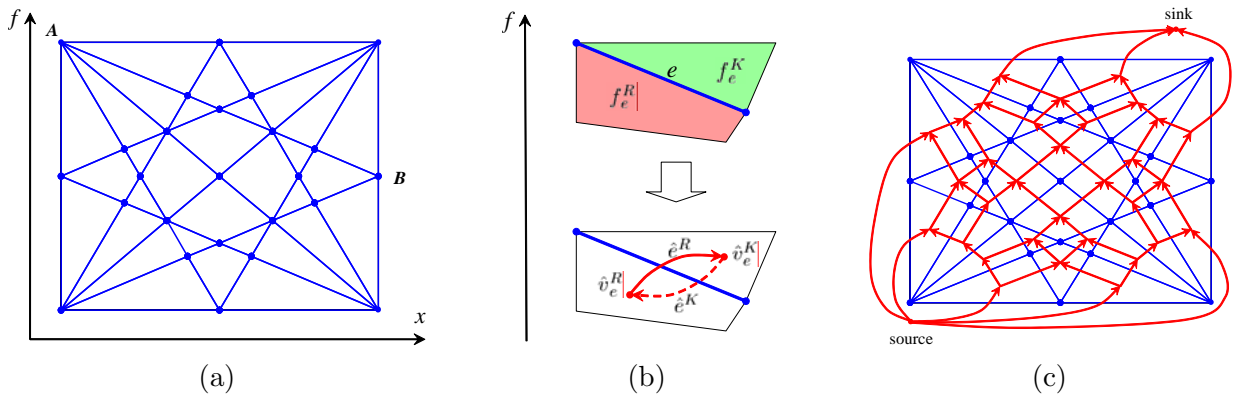 f
A
B
x
(a)
f
e
f_e^K
f_e^R
ê^R
v̂_e^K
v̂_e^R
ê^K
(b)
sink
source
(c)